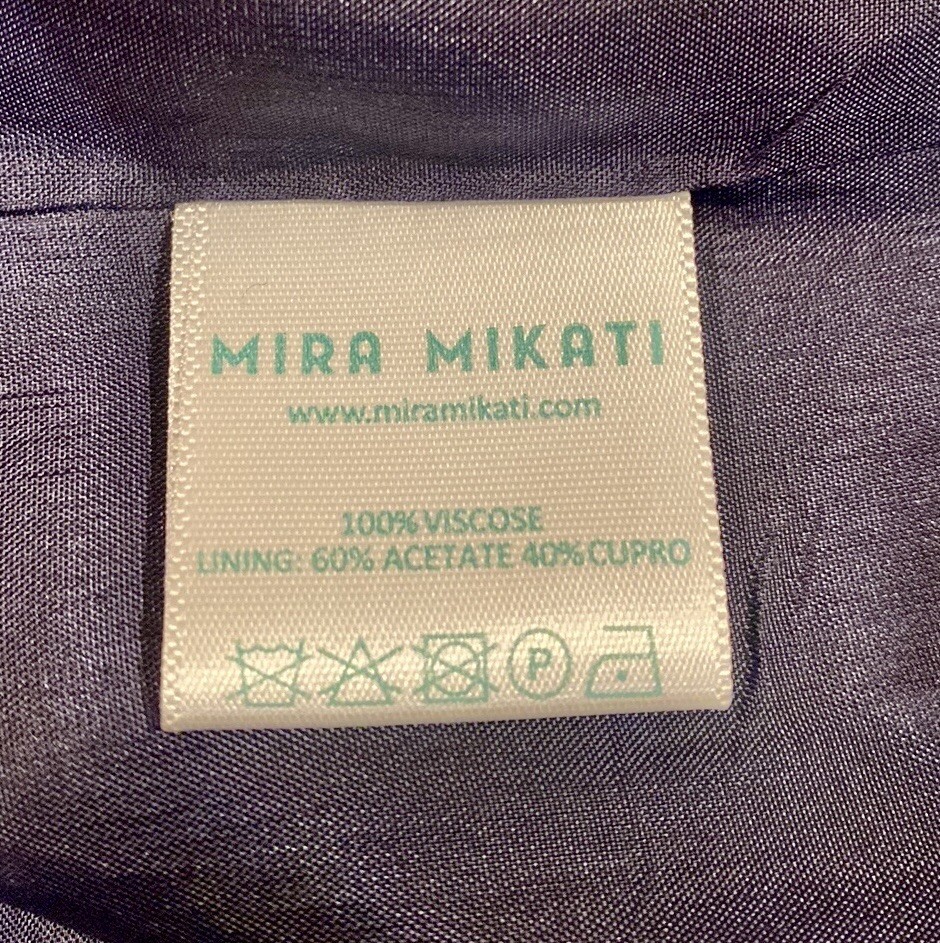 MIRA MIKATI
www.miramikati.com
100% VISCOSE
LINING: 60% ACETATE 40% CUPRO
P